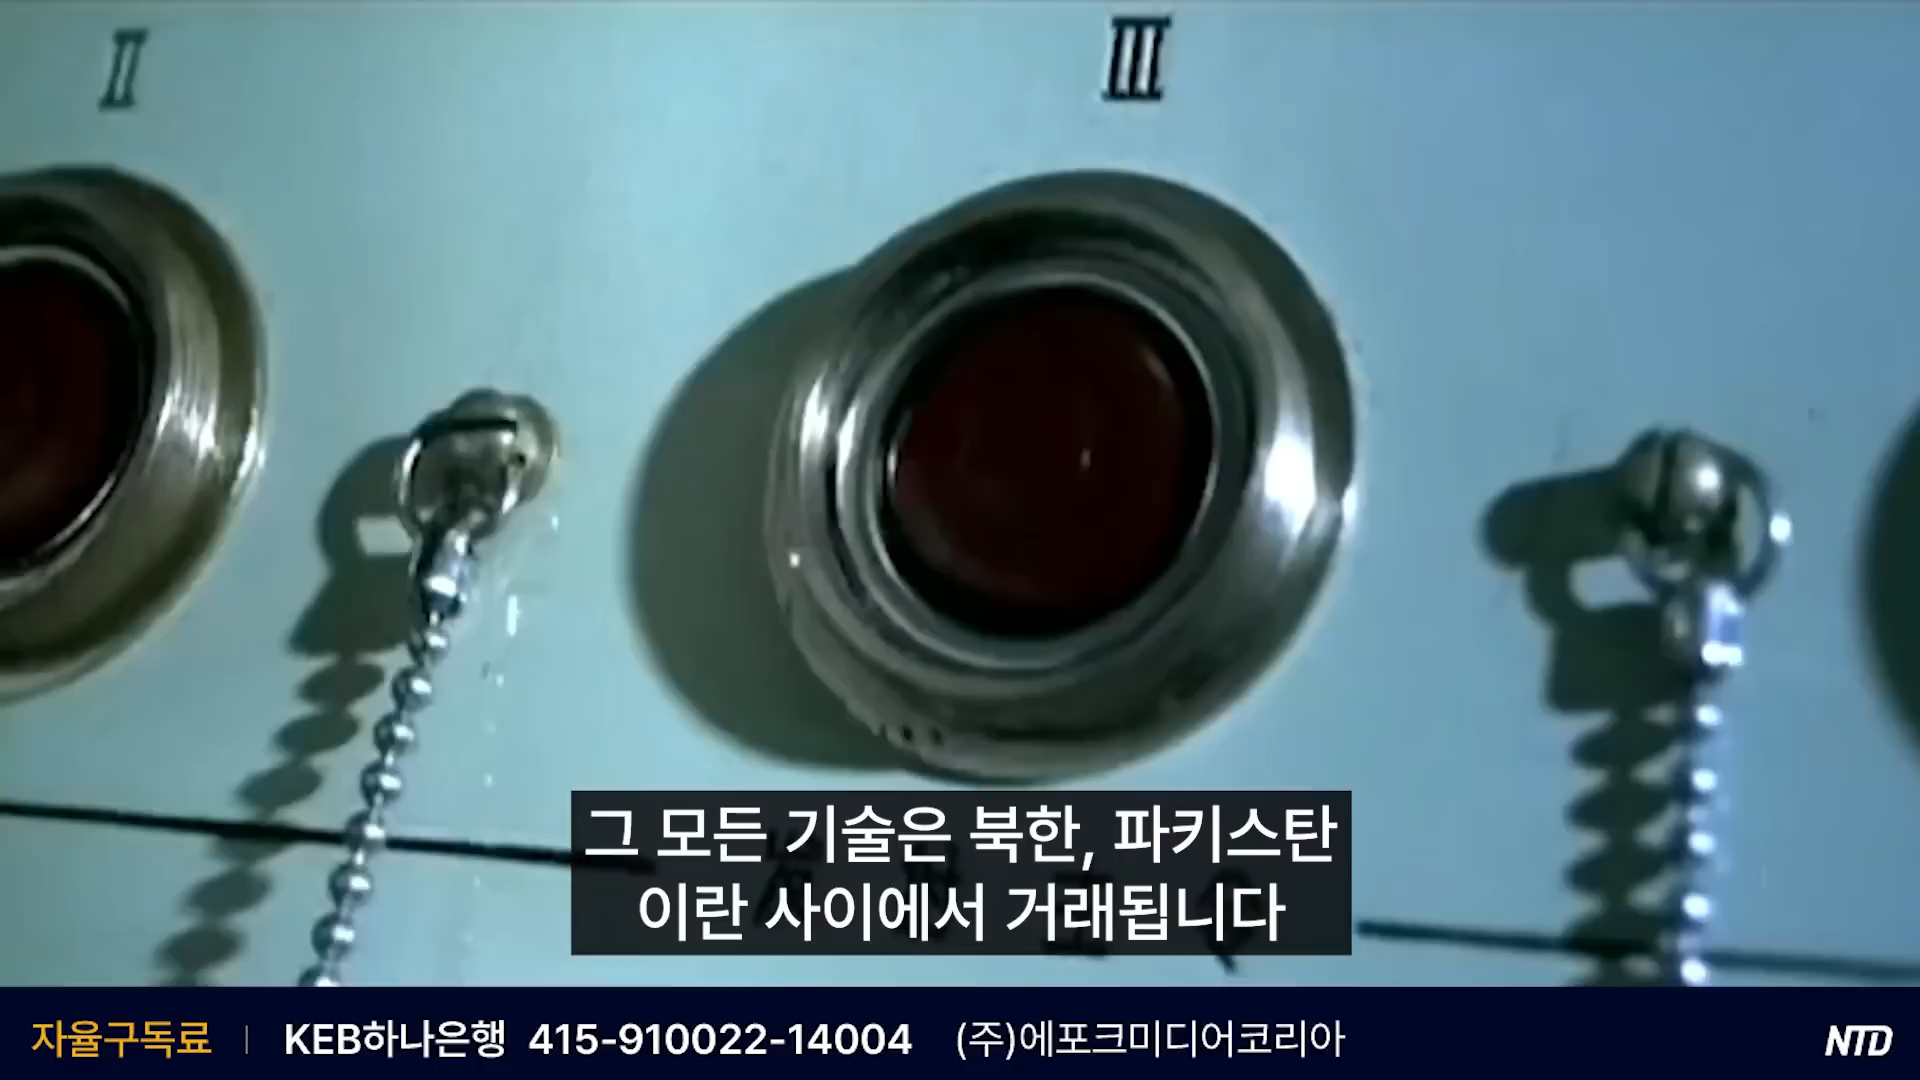 II
III
그 모든 기술은 북한, 파키스탄
이란 사이에서 거래됩니다
자율구독료 | KEB하나은행 415-910022-14004 (주)에포크미디어코리아
NTD